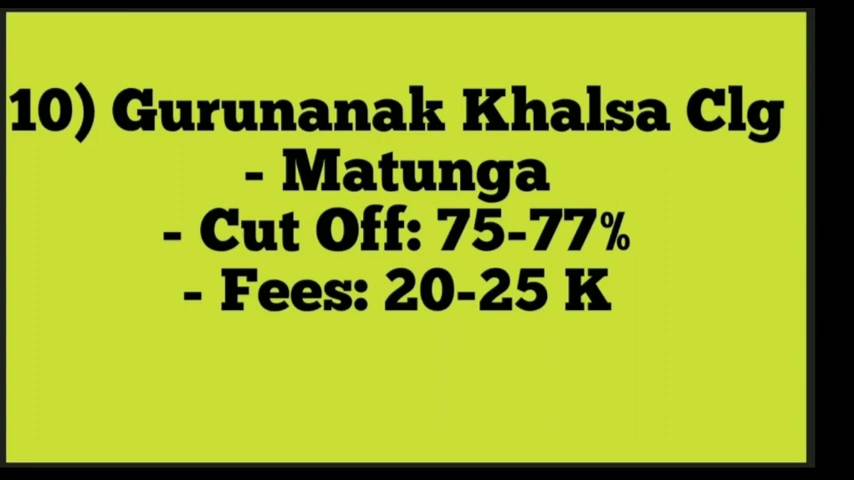 10) Gurunanak Khalsa Clg
- Matunga
- Cut Off: 75-77%
- Fees: 20-25 K